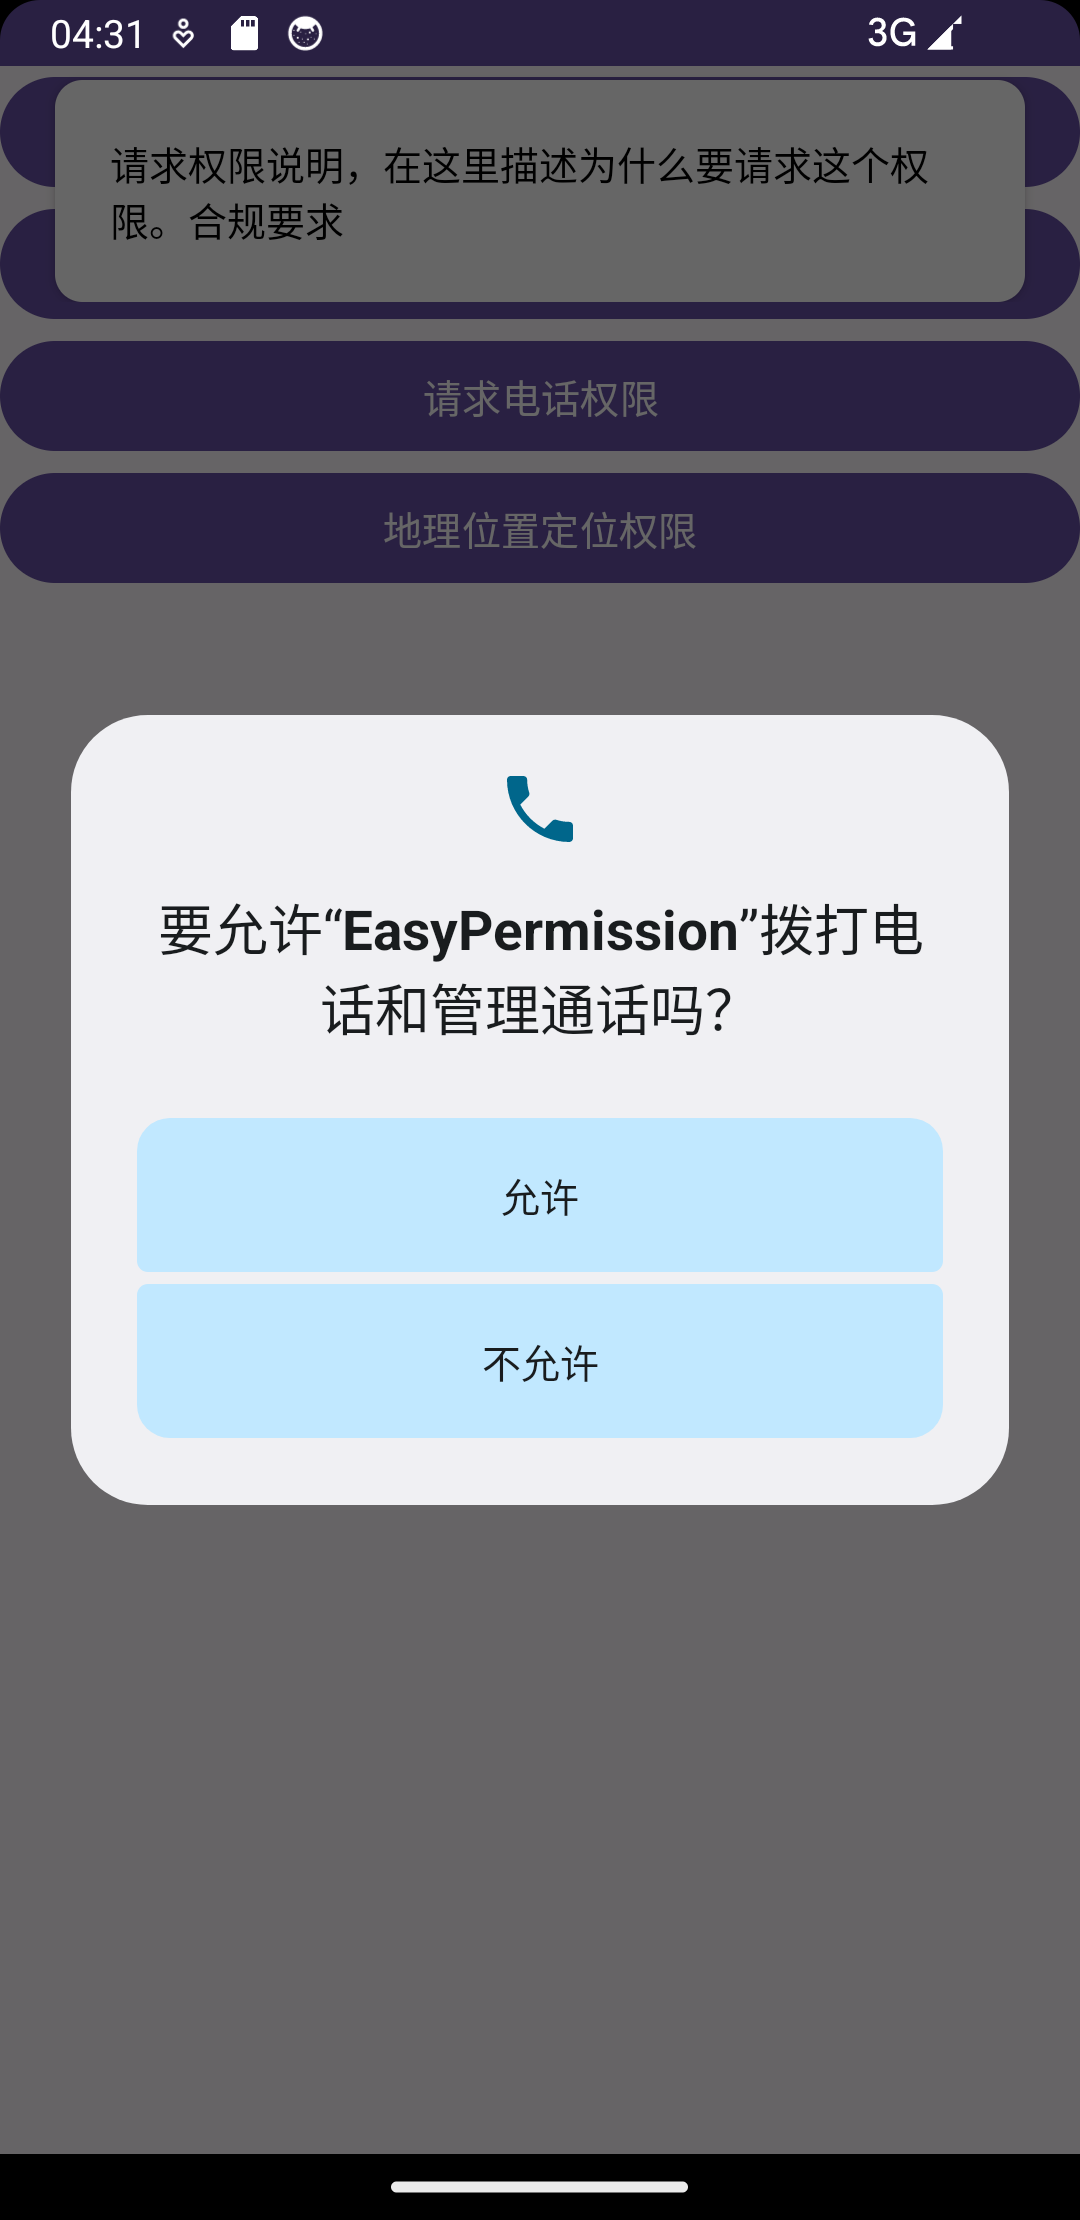 04:31
3G
请求权限说明，在这里描述为什么要请求这个权
限。合规要求
请求电话权限
地理位置定位权限
要允许“EasyPermission”拨打电
话和管理通话吗？
允许
不允许